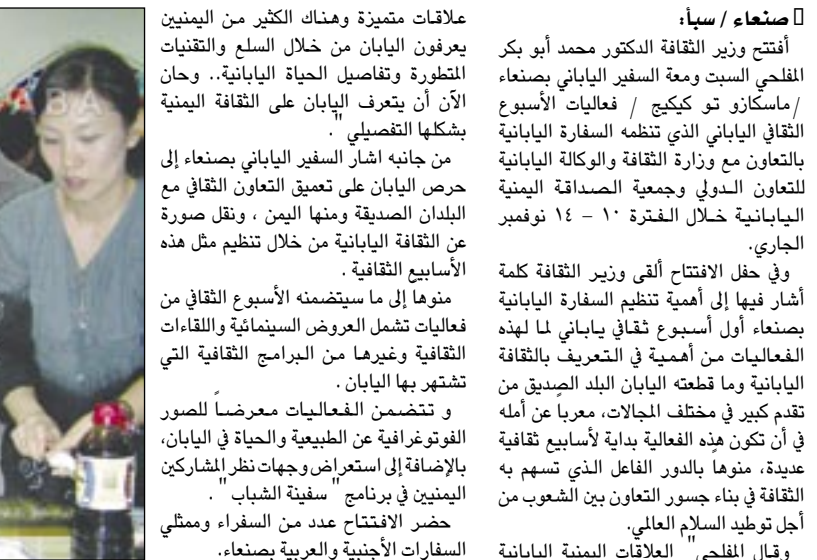 صنعاء / سبأ:
أفتتح وزير الثقافة الدكتور محمد أبو بكر
المفلحي السبت ومعة السفير الياباني بصنعاء
/ماسكازو تو كيكيج / فعاليات الأسبوع
الثقافي الياباني الذي تنظمه السفارة اليابانية
بالتعاون مع وزارة الثقافة والوكالة اليابانية
للتعاون الدولي وجمعية الصداقة اليمنية
اليابانية خلال الفترة ١٠ – ١٤ نوفمبر
الجاري.
وفي حفل الافتتاح ألقى وزير الثقافة كلمة
أشار فيها إلى أهمية تنظيم السفارة اليابانية
بصنعاء أول أسبوع ثقافي ياباني لما لهذه
الفعاليات من أهمية في التعريف بالثقافة
اليابانية وما قطعته اليابان البلد الصديق من
تقدم كبير في مختلف المجالات، معرباً عن أمله
في أن تكون هذه الفعالية بداية لأسابيع ثقافية
عديدة، منوهاً بالدور الفاعل الذي تسهم به
الثقافة في بناء جسور التعاون بين الشعوب من
أجل توطيد السلام العالمي.
وقال المفلحي" العلاقات اليمنية اليابانية
علاقات متميزة وهناك الكثير من اليمنيين
يعرفون اليابان من خلال السلع والتقنيات
المتطورة وتفاصيل الحياة اليابانية.. وحان
الآن أن يتعرف اليابان على الثقافة اليمنية
بشكلها التفصيلي".
من جانبه اشار السفير الياباني بصنعاء إلى
حرص اليابان على تعميق التعاون الثقافي مع
البلدان الصديقة ومنها اليمن ، ونقل صورة
عن الثقافة اليابانية من خلال تنظيم مثل هذه
الأسابيع الثقافية .
منوها إلى ما سيتضمنه الأسبوع الثقافي من
فعاليات تشمل العروض السينمائية واللقاءات
الثقافية وغيرها من البرامج الثقافية التي
تشتهر بها اليابان .
و تتضمن الفعاليات معرضاً للصور
الفوتوغرافية عن الطبيعية والحياة في اليابان،
بالإضافة إلى استعراض وجهات نظر المشاركين
اليمنيين في برنامج" سفينة الشباب" .
حضر الافتتاح عدد من السفراء وممثلي
السفارات الأجنبية والعربية بصنعاء.